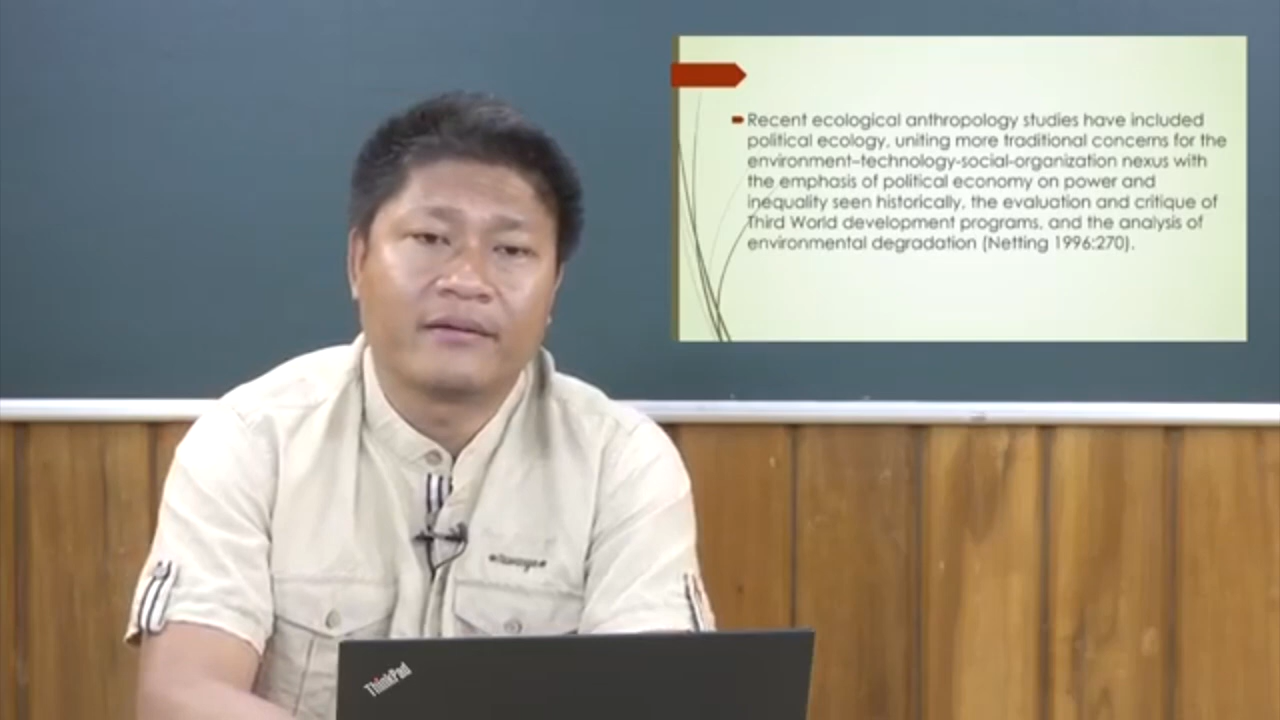 Recent ecological anthropology studies have included
political ecology, uniting more traditional concerns for the
environment–technology-social-organization nexus with
the emphasis of political economy on power and
inequality seen historically, the evaluation and critique of
Third World development programs, and the analysis of
environmental degradation (Netting 1996:270).
ThinkPad